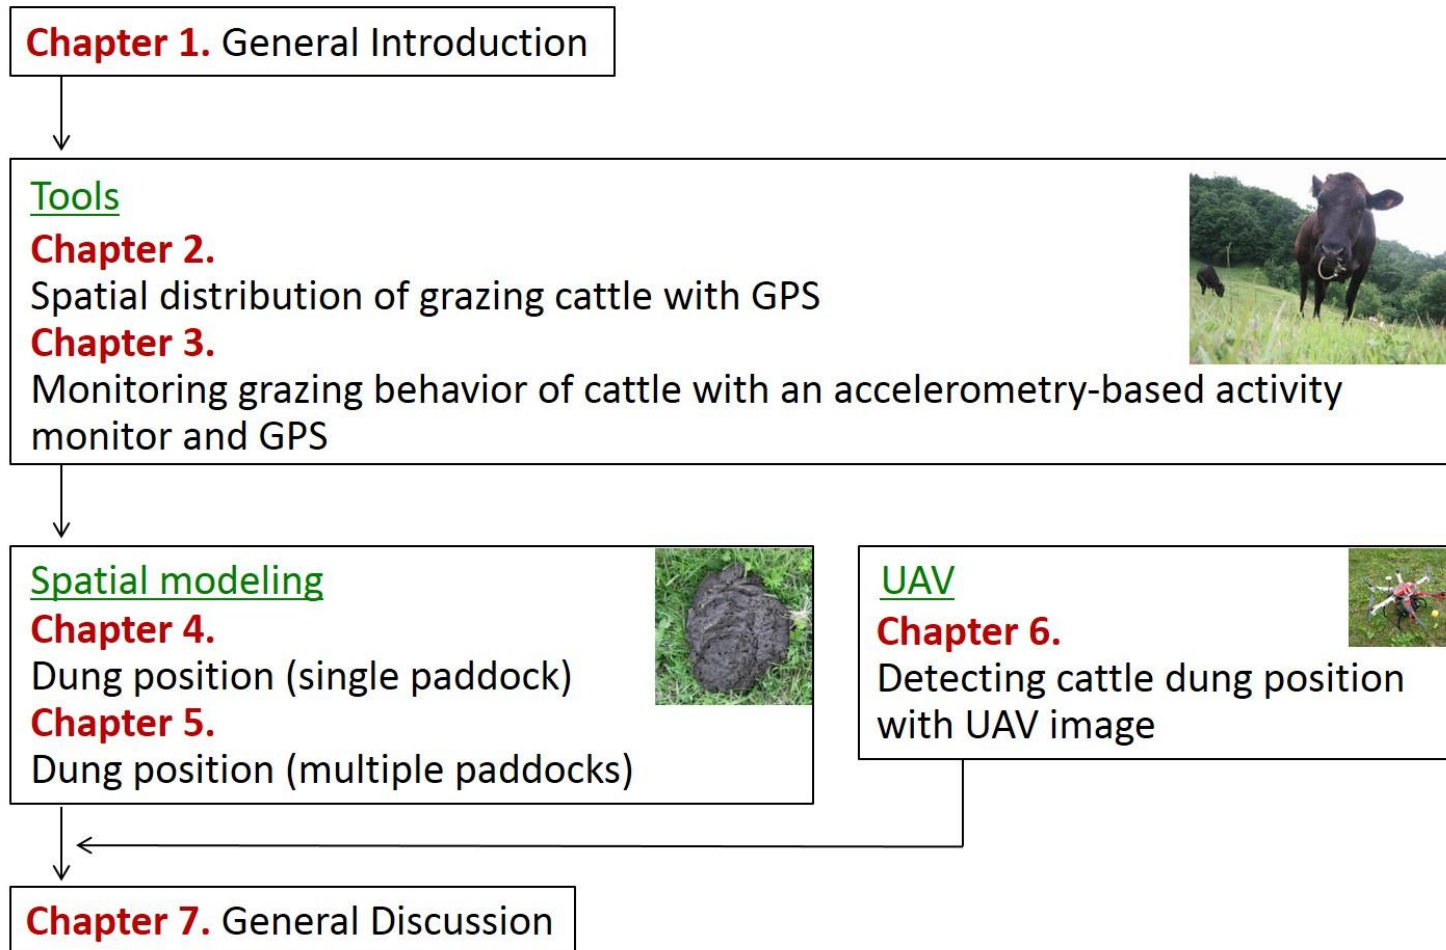 Chapter 1. General Introduction
Tools
Chapter 2.
Spatial distribution of grazing cattle with GPS
Chapter 3.
Monitoring grazing behavior of cattle with an accelerometry-based activity
monitor and GPS
Spatial modeling
Chapter 4.
Dung position (single paddock)
Chapter 5.
Dung position (multiple paddocks)
UAV
Chapter 6.
Detecting cattle dung position
with UAV image
Chapter 7. General Discussion